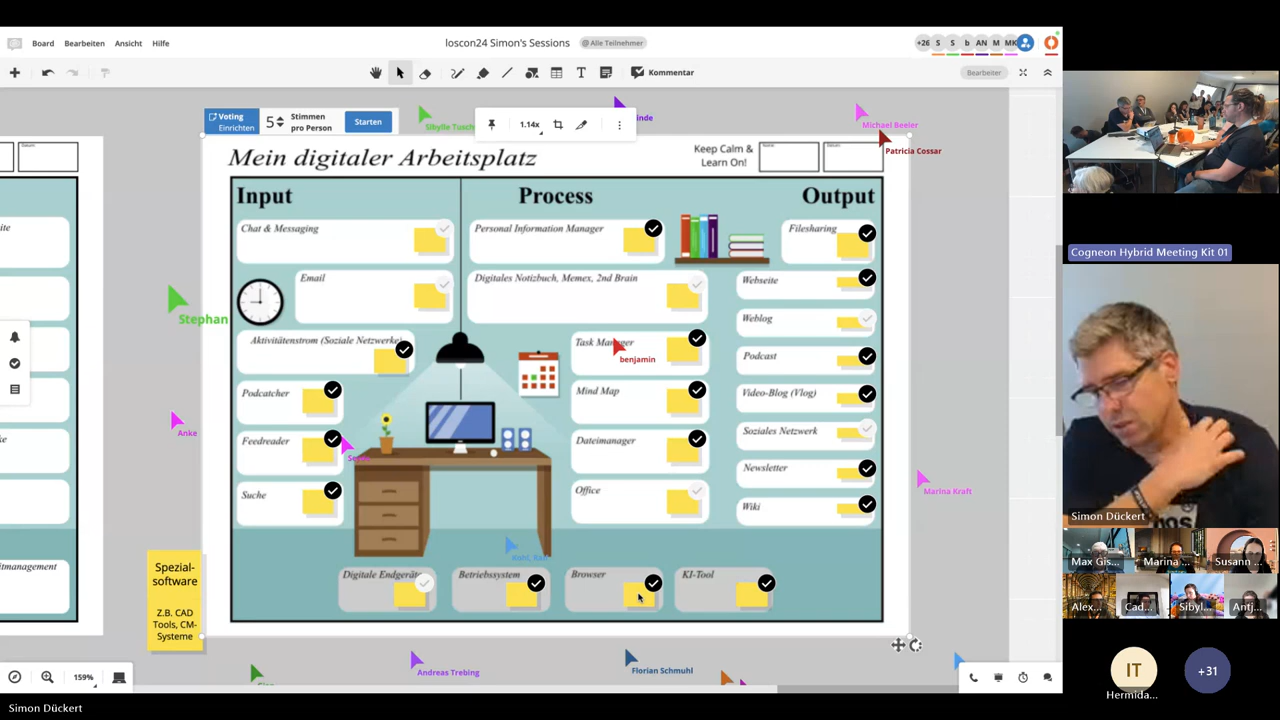 Board Bearbeiten Ansicht Hilfe
loscon24 Simon's Sessions
@ Alle Teilnehmer
+26 S S b AN M MK
Kommentar
Bearbeiter
Voting
Einrichten
5 Stimmen
pro Person
Starten
1.14x
Michael Beeler
Patricia Cossar
Mein digitaler Arbeitsplatz
Keep Calm &
Learn On!
Input
Process
Output
Chat & Messaging
Personal Information Manager
Filesharing
Email
Digitales Notizbuch, Memex, 2nd Brain
Webseite
Stephan
Weblog
Aktivitätenstrom (Soziale Netzwerke)
Task Manager
benjamin
Podcast
Podcatcher
Mind Map
Video-Blog (Vlog)
Anke
Feedreader
Dateimanager
Soziales Netzwerk
Suche
Office
Newsletter
Marina Kraft
Wiki
Spezial-
software
Z.B. CAD
Tools, CM-
Systeme
Digitale Endgeräte
Betriebssystem
Browser
KI-Tool
Andreas Trebing
Florian Schmuhl
159%
Simon Dückert
Cogneon Hybrid Meeting Kit 01
Simon Dückert
Max Gis...
Marina ...
Susann ...
Alex...
Cad...
Sibyl...
Antj...
IT
Hermida...
+31